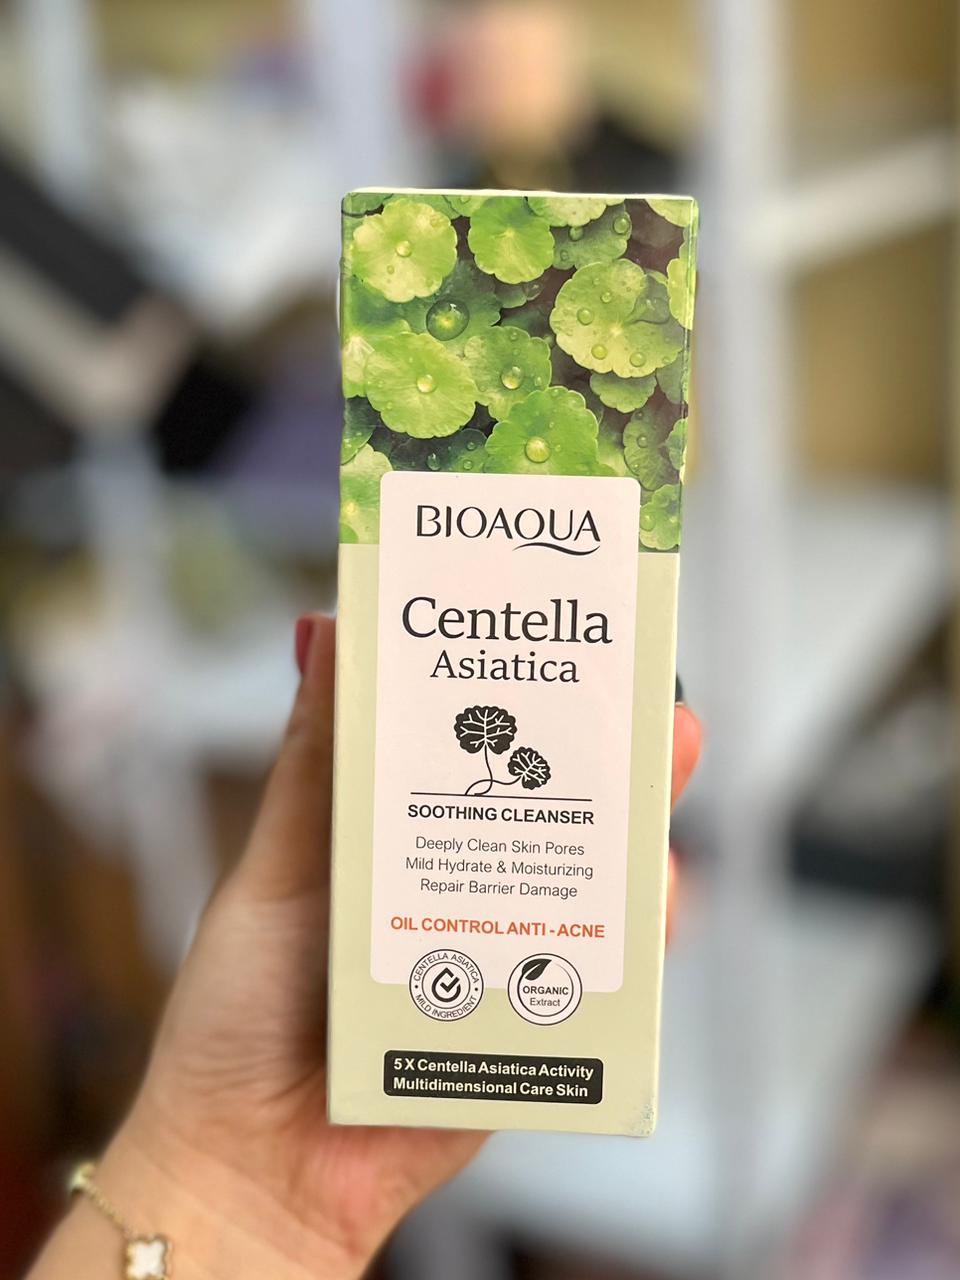 BIOAQUA
Centella
Asiatica
SOOTHING CLEANSER
Deeply Clean Skin Pores
Mild Hydrate & Moisturizing
Repair Barrier Damage
OIL CONTROL ANTI-ACNE
CENTELLA ASIATICA
MILD INGREDIENT
ORGANIC
Extract
5 X Centella Asiatica Activity
Multidimensional Care Skin